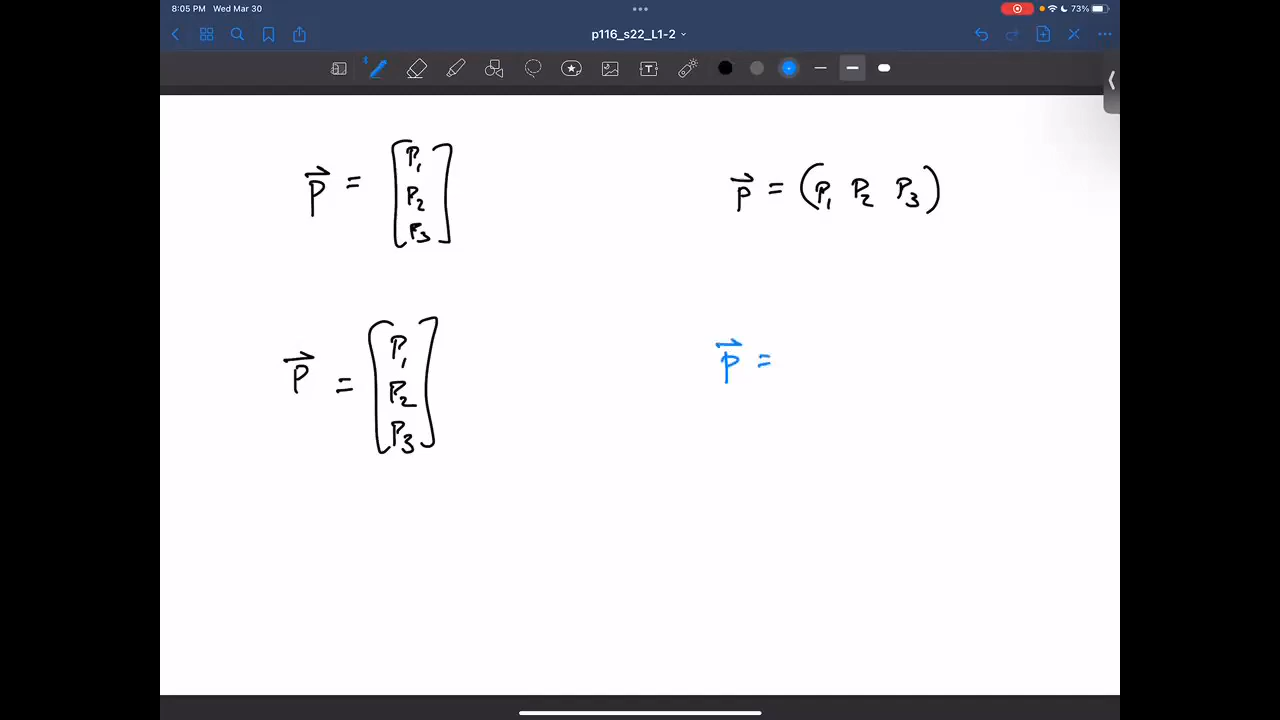 8:05 PM Wed Mar 30
73%
p116_s22_L1-2
T
p⃗ = [p₁
p₂
p₃]
p⃗ = (p₁ p₂ p₃)
p⃗ = [p₁
p₂
p₃]
p⃗ =